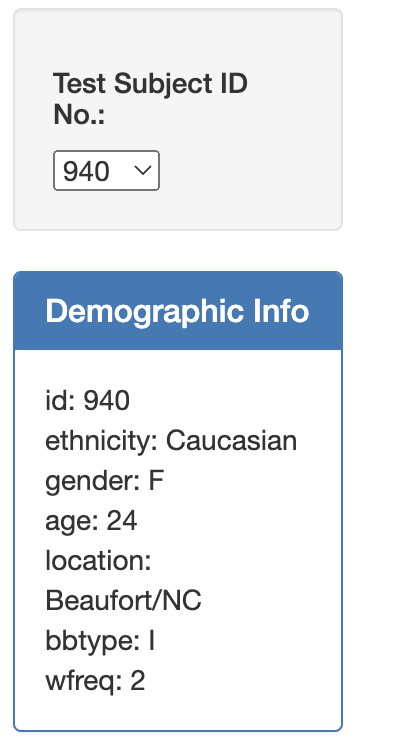 Test Subject ID
No.:
940
Demographic Info
id: 940
ethnicity: Caucasian
gender: F
age: 24
location:
Beaufort/NC
bbtype: I
wfreq: 2